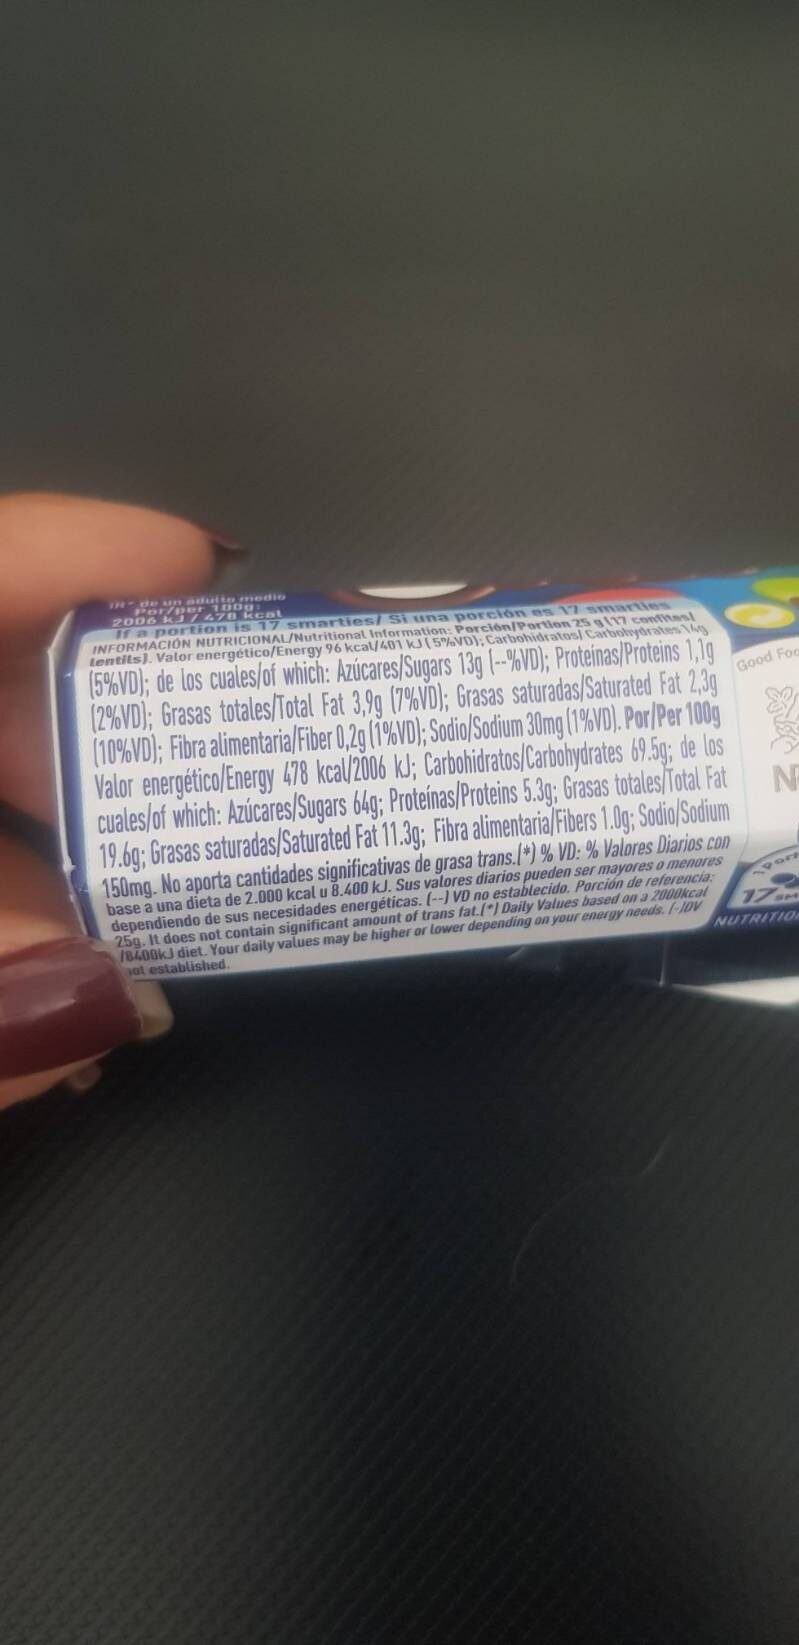 IR* de un adulto medio
Por/per 100g:
2006 kJ / 478 kcal
If a portion is 17 smarties/ Si una porción es 17 smarties
INFORMACIÓN NUTRICIONAL/Nutritional Information: Porción/Portion 25 g (17 confites/
lentils). Valor energético/Energy 96 kcal/401 kJ (5%VD); Carbohidratos/ Carbohydrates 14g
(5%VD); de los cuales/of which: Azúcares/Sugars 13g (--%VD); Proteínas/Proteins 1,1g
(2%VD); Grasas totales/Total Fat 3,9g (7%VD); Grasas saturadas/Saturated Fat 2,3g
(10%VD); Fibra alimentaria/Fiber 0,2g (1%VD); Sodio/Sodium 30mg (1%VD). Por/Per 100g
Valor energético/Energy 478 kcal/2006 kJ; Carbohidratos/Carbohydrates 69.5g; de los
cuales/of which: Azúcares/Sugars 64g; Proteínas/Proteins 5.3g; Grasas totales/Total Fat
19.6g; Grasas saturadas/Saturated Fat 11.3g; Fibra alimentaria/Fibers 1.0g; Sodio/Sodium
150mg. No aporta cantidades significativas de grasa trans.(*) % VD: % Valores Diarios con
base a una dieta de 2.000 kcal u 8.400 kJ. Sus valores diarios pueden ser mayores o menores
dependiendo de sus necesidades energéticas. (--) VD no establecido. Porción de referencia:
25g. It does not contain significant amount of trans fat.(*) Daily Values based on a 2000kcal
/8400kJ diet. Your daily values may be higher or lower depending on your energy needs. (-)DV
not established.
Good Foo
N
1 port
17 SM
NUTRITIO